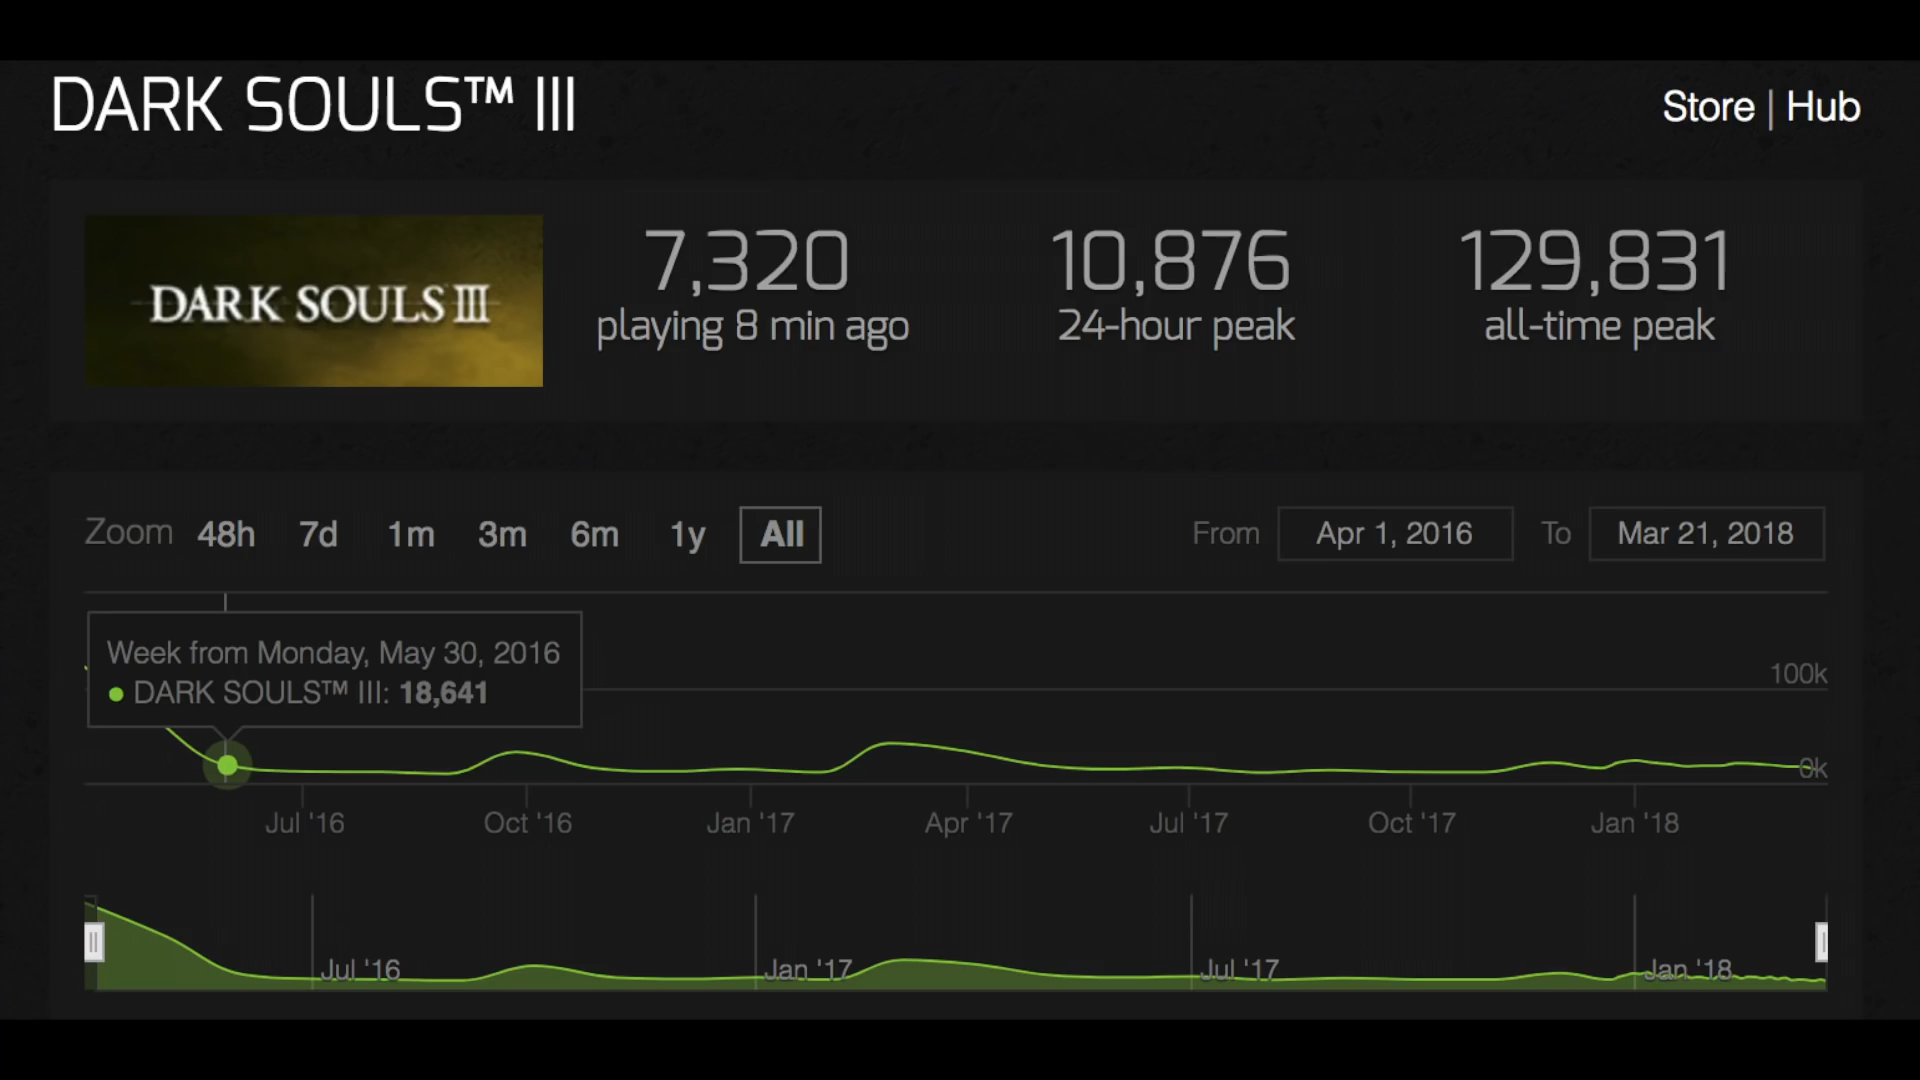 DARK SOULS™ III
Store | Hub
DARK SOULS III
7,320
playing 8 min ago
10,876
24-hour peak
129,831
all-time peak
Zoom 48h 7d 1m 3m 6m 1y All
From Apr 1, 2016 To Mar 21, 2018
Week from Monday, May 30, 2016
DARK SOULS™ III: 18,641
100k
0k
Jul '16 Oct '16 Jan '17 Apr '17 Jul '17 Oct '17 Jan '18
Jul '16 Jan '17 Jul '17 Jan '18